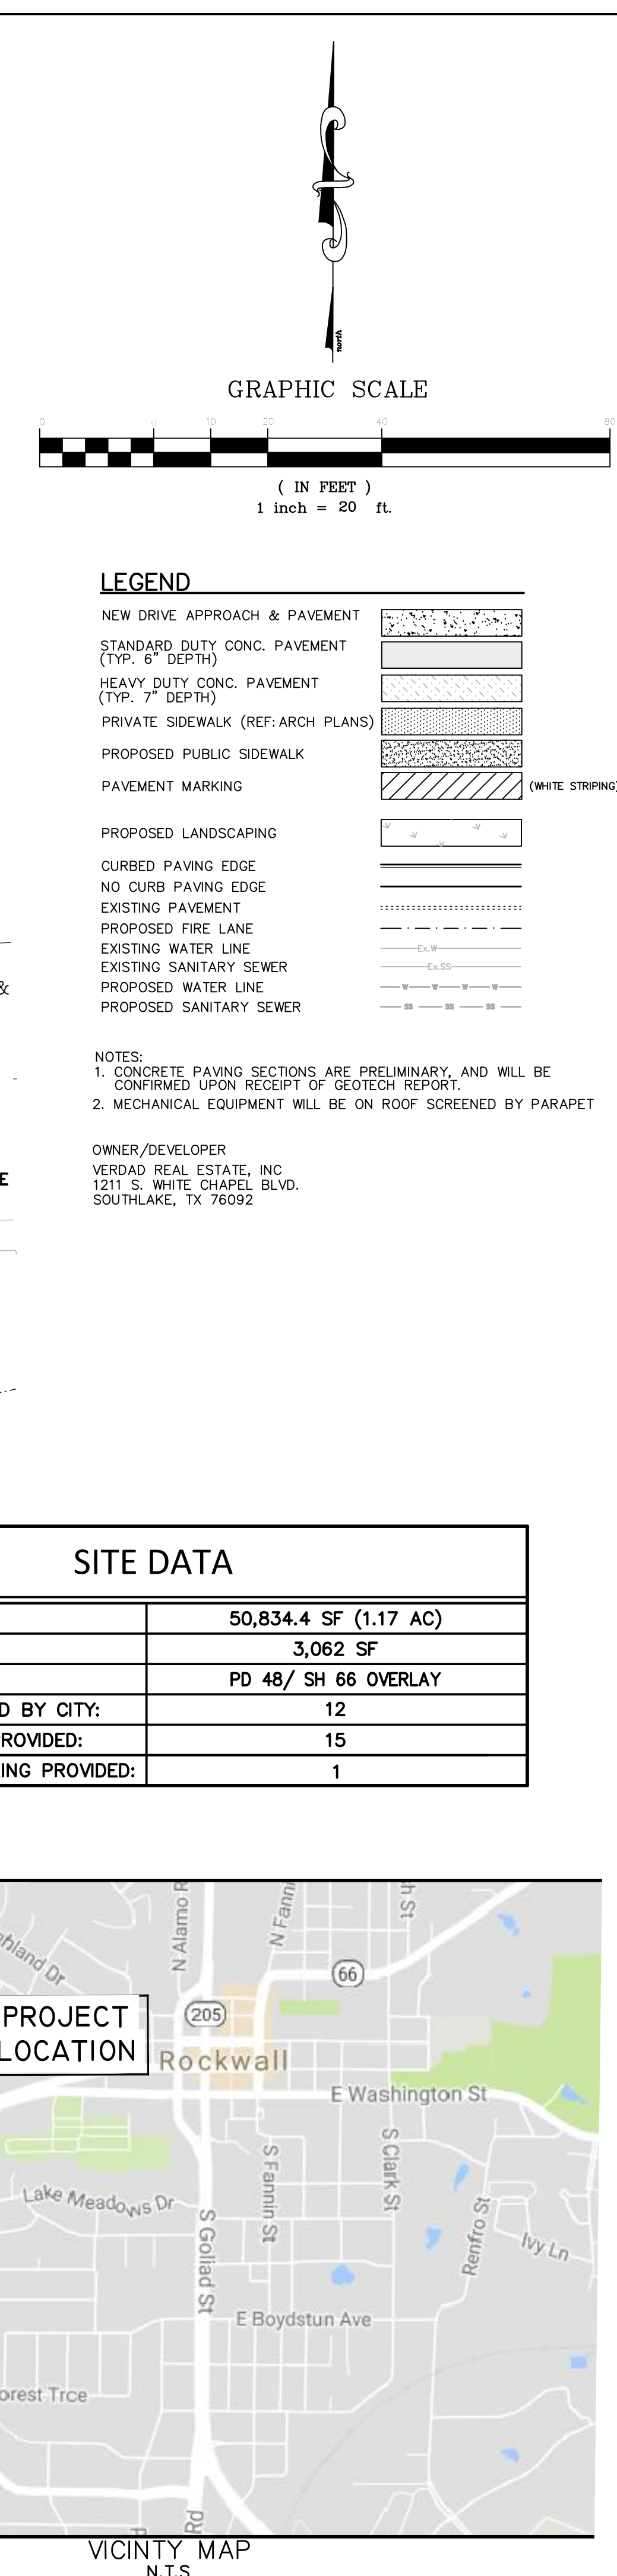 north
GRAPHIC SCALE
0 0 10 20 40 80
( IN FEET )
1 inch = 20 ft.
LEGEND
NEW DRIVE APPROACH & PAVEMENT
STANDARD DUTY CONC. PAVEMENT
(TYP. 6" DEPTH)
HEAVY DUTY CONC. PAVEMENT
(TYP. 7" DEPTH)
PRIVATE SIDEWALK (REF: ARCH PLANS)
PROPOSED PUBLIC SIDEWALK
PAVEMENT MARKING (WHITE STRIPING)
PROPOSED LANDSCAPING
CURBED PAVING EDGE
NO CURB PAVING EDGE
EXISTING PAVEMENT
PROPOSED FIRE LANE
EXISTING WATER LINE Ex.W
EXISTING SANITARY SEWER Ex.SS
PROPOSED WATER LINE W W W W
PROPOSED SANITARY SEWER SS SS SS
&
NOTES:
1. CONCRETE PAVING SECTIONS ARE PRELIMINARY, AND WILL BE
CONFIRMED UPON RECEIPT OF GEOTECH REPORT.
2. MECHANICAL EQUIPMENT WILL BE ON ROOF SCREENED BY PARAPET
OWNER/DEVELOPER
VERDAD REAL ESTATE, INC
1211 S. WHITE CHAPEL BLVD.
SOUTHLAKE, TX 76092
E
SITE DATA
50,834.4 SF (1.17 AC)
3,062 SF
PD 48/ SH 66 OVERLAY
D BY CITY: 12
ROVIDED: 15
ING PROVIDED: 1
N Alamo R
N Fanni
h St
hland Dr
66
205
PROJECT
LOCATION
Rockwall
E Washington St
S Fannin St
S Clark St
Lake Meadows Dr
S Goliad St
Renfro St
Ivy Ln
E Boydstun Ave
orest Trce
Rd
VICINTY MAP
N.T.S